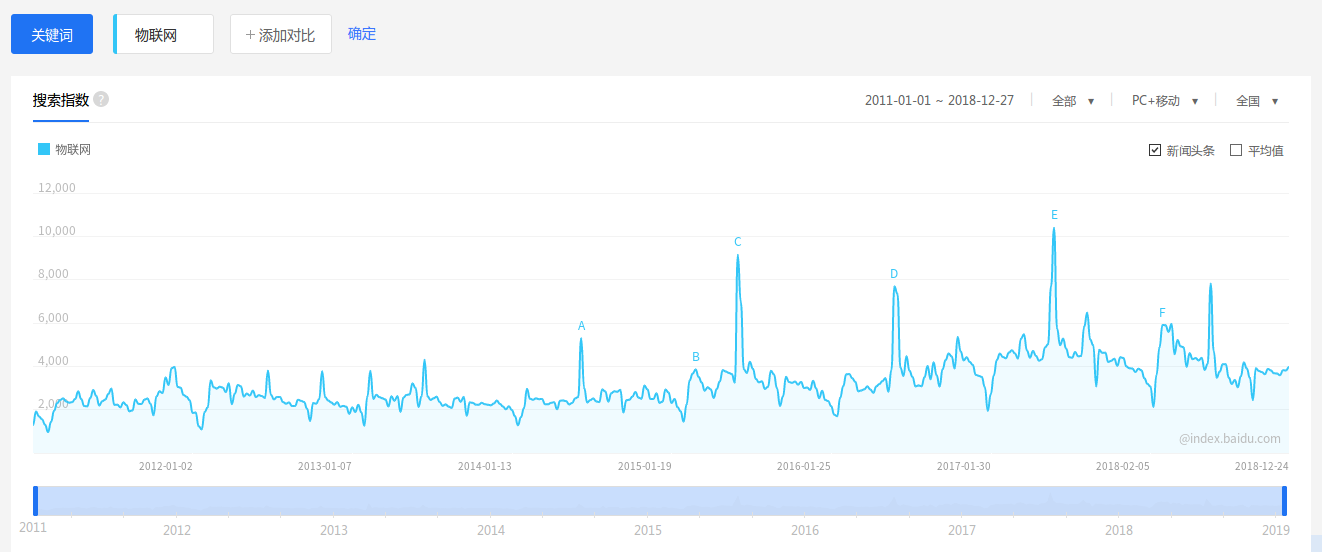 关键词 物联网 + 添加对比 确定
搜索指数 ? 2011-01-01 ~ 2018-12-27 全部 ▼ PC+移动 ▼ 全国 ▼
物联网 新闻头条 平均值
12,000
10,000
8,000
6,000
4,000
2,000
A
B
C
D
E
F
@index.baidu.com
2012-01-02 2013-01-07 2014-01-13 2015-01-19 2016-01-25 2017-01-30 2018-02-05 2018-12-24
2011 2012 2013 2014 2015 2016 2017 2018 2019